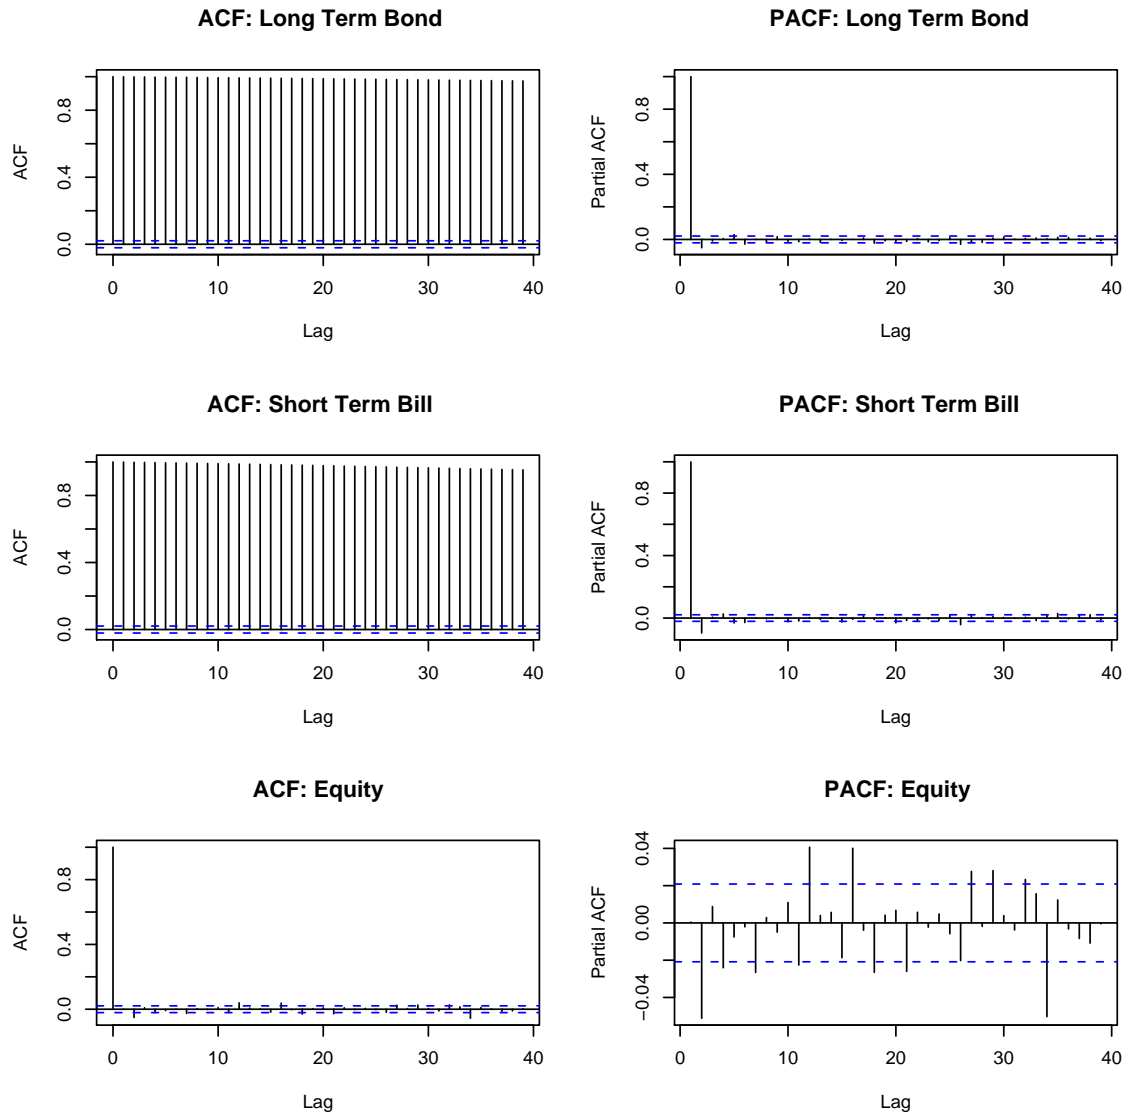 ACF: Long Term Bond
ACF
0.0 0.4 0.8
0 10 20 30 40
Lag
PACF: Long Term Bond
Partial ACF
0.0 0.4 0.8
0 10 20 30 40
Lag
ACF: Short Term Bill
ACF
0.0 0.4 0.8
0 10 20 30 40
Lag
PACF: Short Term Bill
Partial ACF
0.0 0.4 0.8
0 10 20 30 40
Lag
ACF: Equity
ACF
0.0 0.4 0.8
0 10 20 30 40
Lag
PACF: Equity
Partial ACF
−0.04 0.00 0.04
0 10 20 30 40
Lag